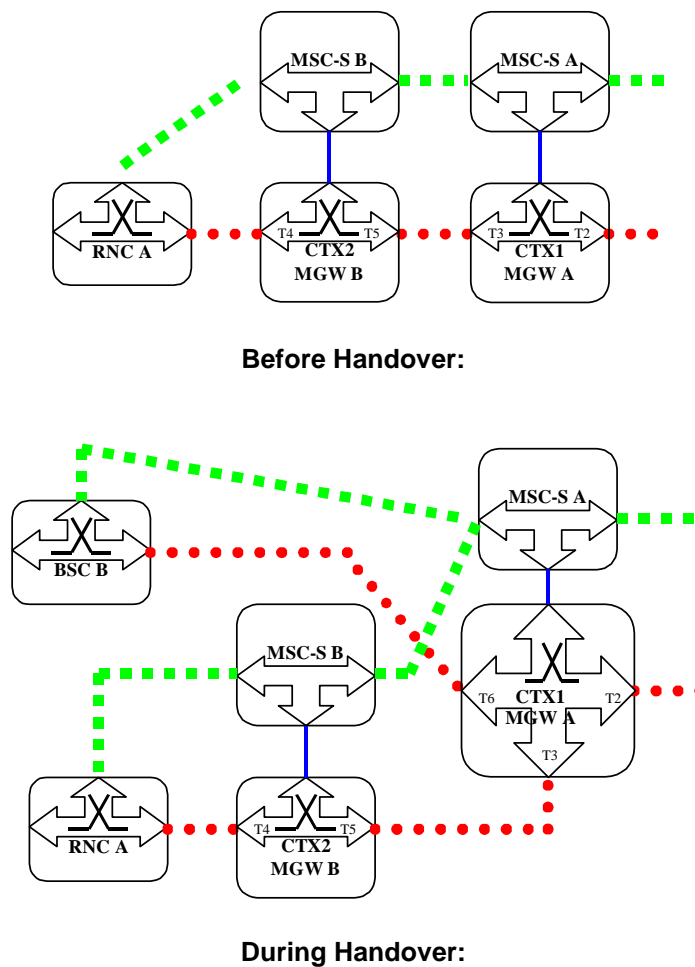 MSC-S B
MSC-S A
RNC A
T4
T5
CTX2
MGW B
T3
T2
CTX1
MGW A
Before Handover:
MSC-S A
BSC B
MSC-S B
T6
T2
CTX1
MGW A
T3
RNC A
T4
T5
CTX2
MGW B
During Handover: